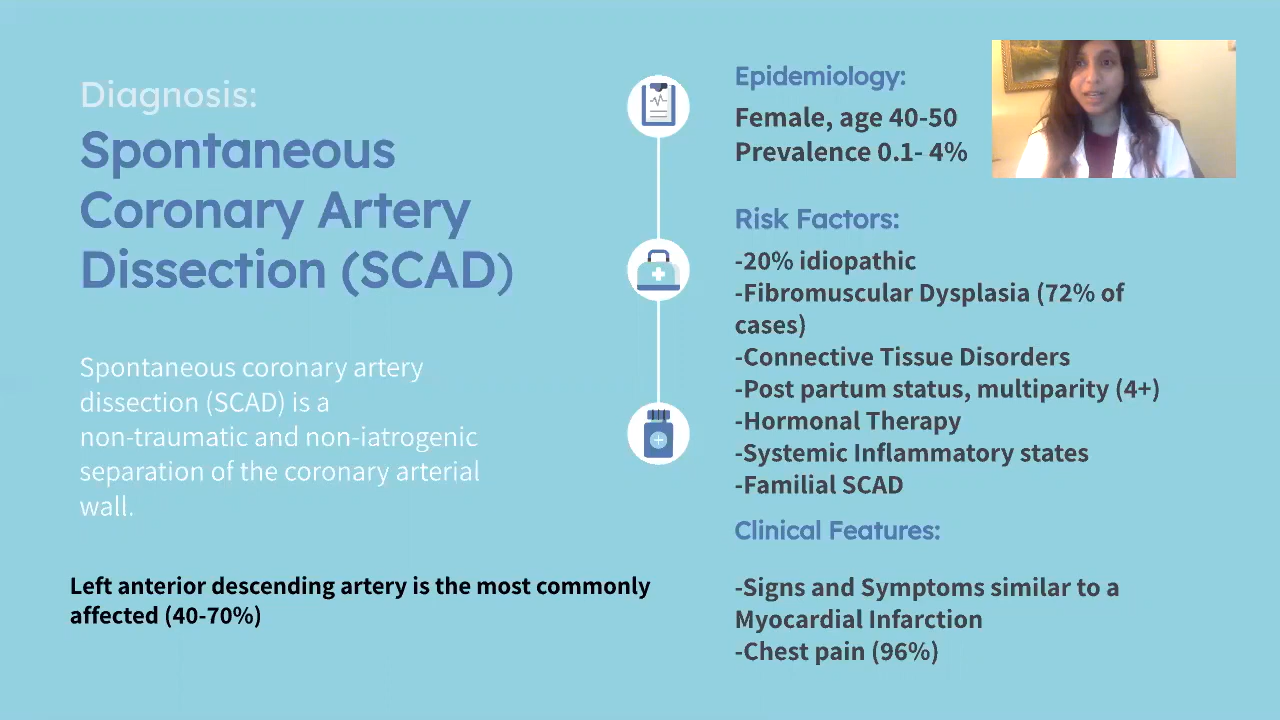 Diagnosis:
Spontaneous
Coronary Artery
Dissection (SCAD)
Spontaneous coronary artery
dissection (SCAD) is a
non-traumatic and non-iatrogenic
separation of the coronary arterial
wall.
Left anterior descending artery is the most commonly
affected (40-70%)
Epidemiology:
Female, age 40-50
Prevalence 0.1- 4%
Risk Factors:
-20% idiopathic
-Fibromuscular Dysplasia (72% of
cases)
-Connective Tissue Disorders
-Post partum status, multiparity (4+)
-Hormonal Therapy
-Systemic Inflammatory states
-Familial SCAD
Clinical Features:
-Signs and Symptoms similar to a
Myocardial Infarction
-Chest pain (96%)